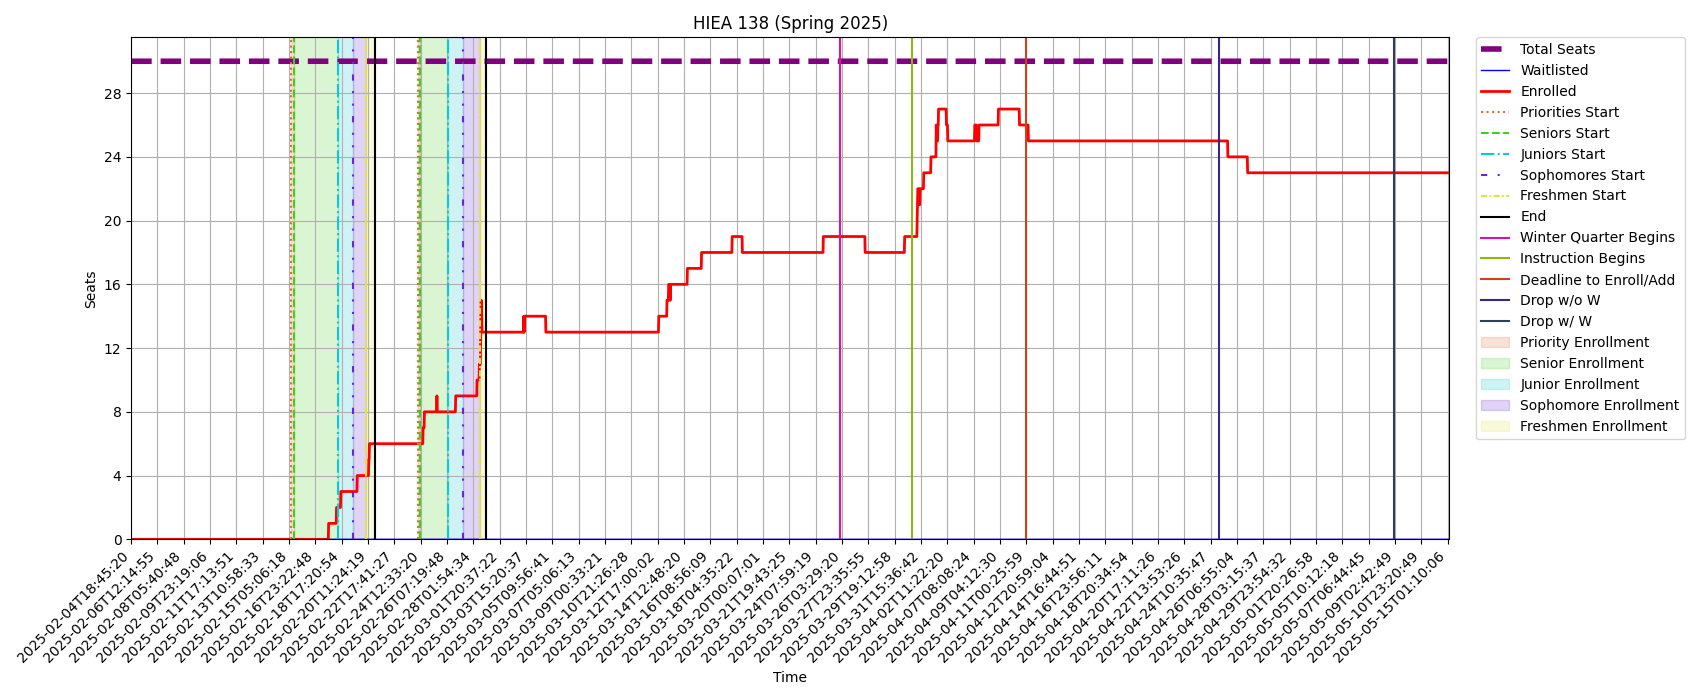 HIEA 138 (Spring 2025)
Seats
28
24
20
16
12
8
4
0
2025-02-04T18:45:20
2025-02-06T12:14:55
2025-02-08T05:40:48
2025-02-09T23:19:06
2025-02-11T17:13:51
2025-02-13T10:58:33
2025-02-15T05:06:18
2025-02-16T23:22:48
2025-02-18T17:20:54
2025-02-20T11:24:19
2025-02-22T17:41:27
2025-02-24T12:33:20
2025-02-26T07:19:48
2025-02-28T01:54:34
2025-03-01T20:37:22
2025-03-03T15:20:37
2025-03-05T09:56:41
2025-03-07T05:06:13
2025-03-09T00:33:21
2025-03-10T21:26:28
2025-03-12T17:00:02
2025-03-14T12:48:20
2025-03-16T08:56:09
2025-03-18T04:35:22
2025-03-20T00:07:01
2025-03-21T19:43:25
2025-03-24T07:59:19
2025-03-26T03:29:20
2025-03-27T23:35:55
2025-03-29T19:12:58
2025-03-31T15:36:42
2025-04-02T11:22:20
2025-04-07T08:08:24
2025-04-09T04:12:30
2025-04-11T00:25:59
2025-04-12T20:59:04
2025-04-14T16:44:51
2025-04-16T23:56:11
2025-04-18T20:34:54
2025-04-20T17:11:26
2025-04-22T13:53:26
2025-04-24T10:35:47
2025-04-26T06:55:04
2025-04-28T03:15:37
2025-04-29T23:54:32
2025-05-01T20:26:58
2025-05-05T10:12:18
2025-05-07T06:44:45
2025-05-09T02:42:49
2025-05-10T23:20:49
2025-05-15T01:10:06
Time
Total Seats
Waitlisted
Enrolled
Priorities Start
Seniors Start
Juniors Start
Sophomores Start
Freshmen Start
End
Winter Quarter Begins
Instruction Begins
Deadline to Enroll/Add
Drop w/o W
Drop w/ W
Priority Enrollment
Senior Enrollment
Junior Enrollment
Sophomore Enrollment
Freshmen Enrollment